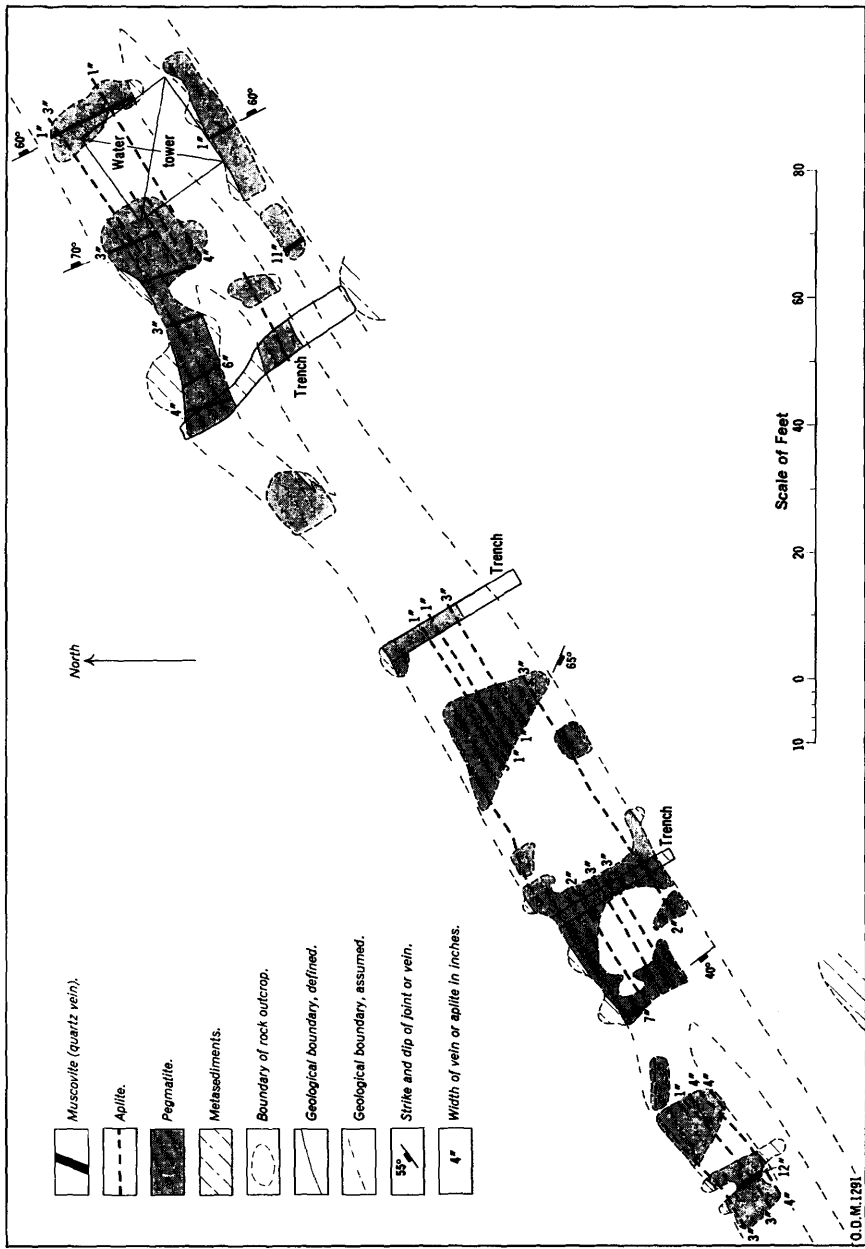 Muscovite (quartz vein).
Aplite.
Pegmatite.
Metasediments.
Boundary of rock outcrop.
Geological boundary, defined.
Geological boundary, assumed.
55°
Strike and dip of joint or vein.
4"
Width of vein or aplite in inches.
North
Scale of Feet
10
0
20
40
60
80
60°
1"
3"
1"
Water
tower
1"
60°
70°
3"
4"
11"
3"
6"
4"
Trench
Trench
1"
1"
3"
3"
1"
1"
65°
Trench
2"
3"
3"
2"
7"
40°
1"
4"
4"
12"
4"
3"
3"
O.D.M.1291